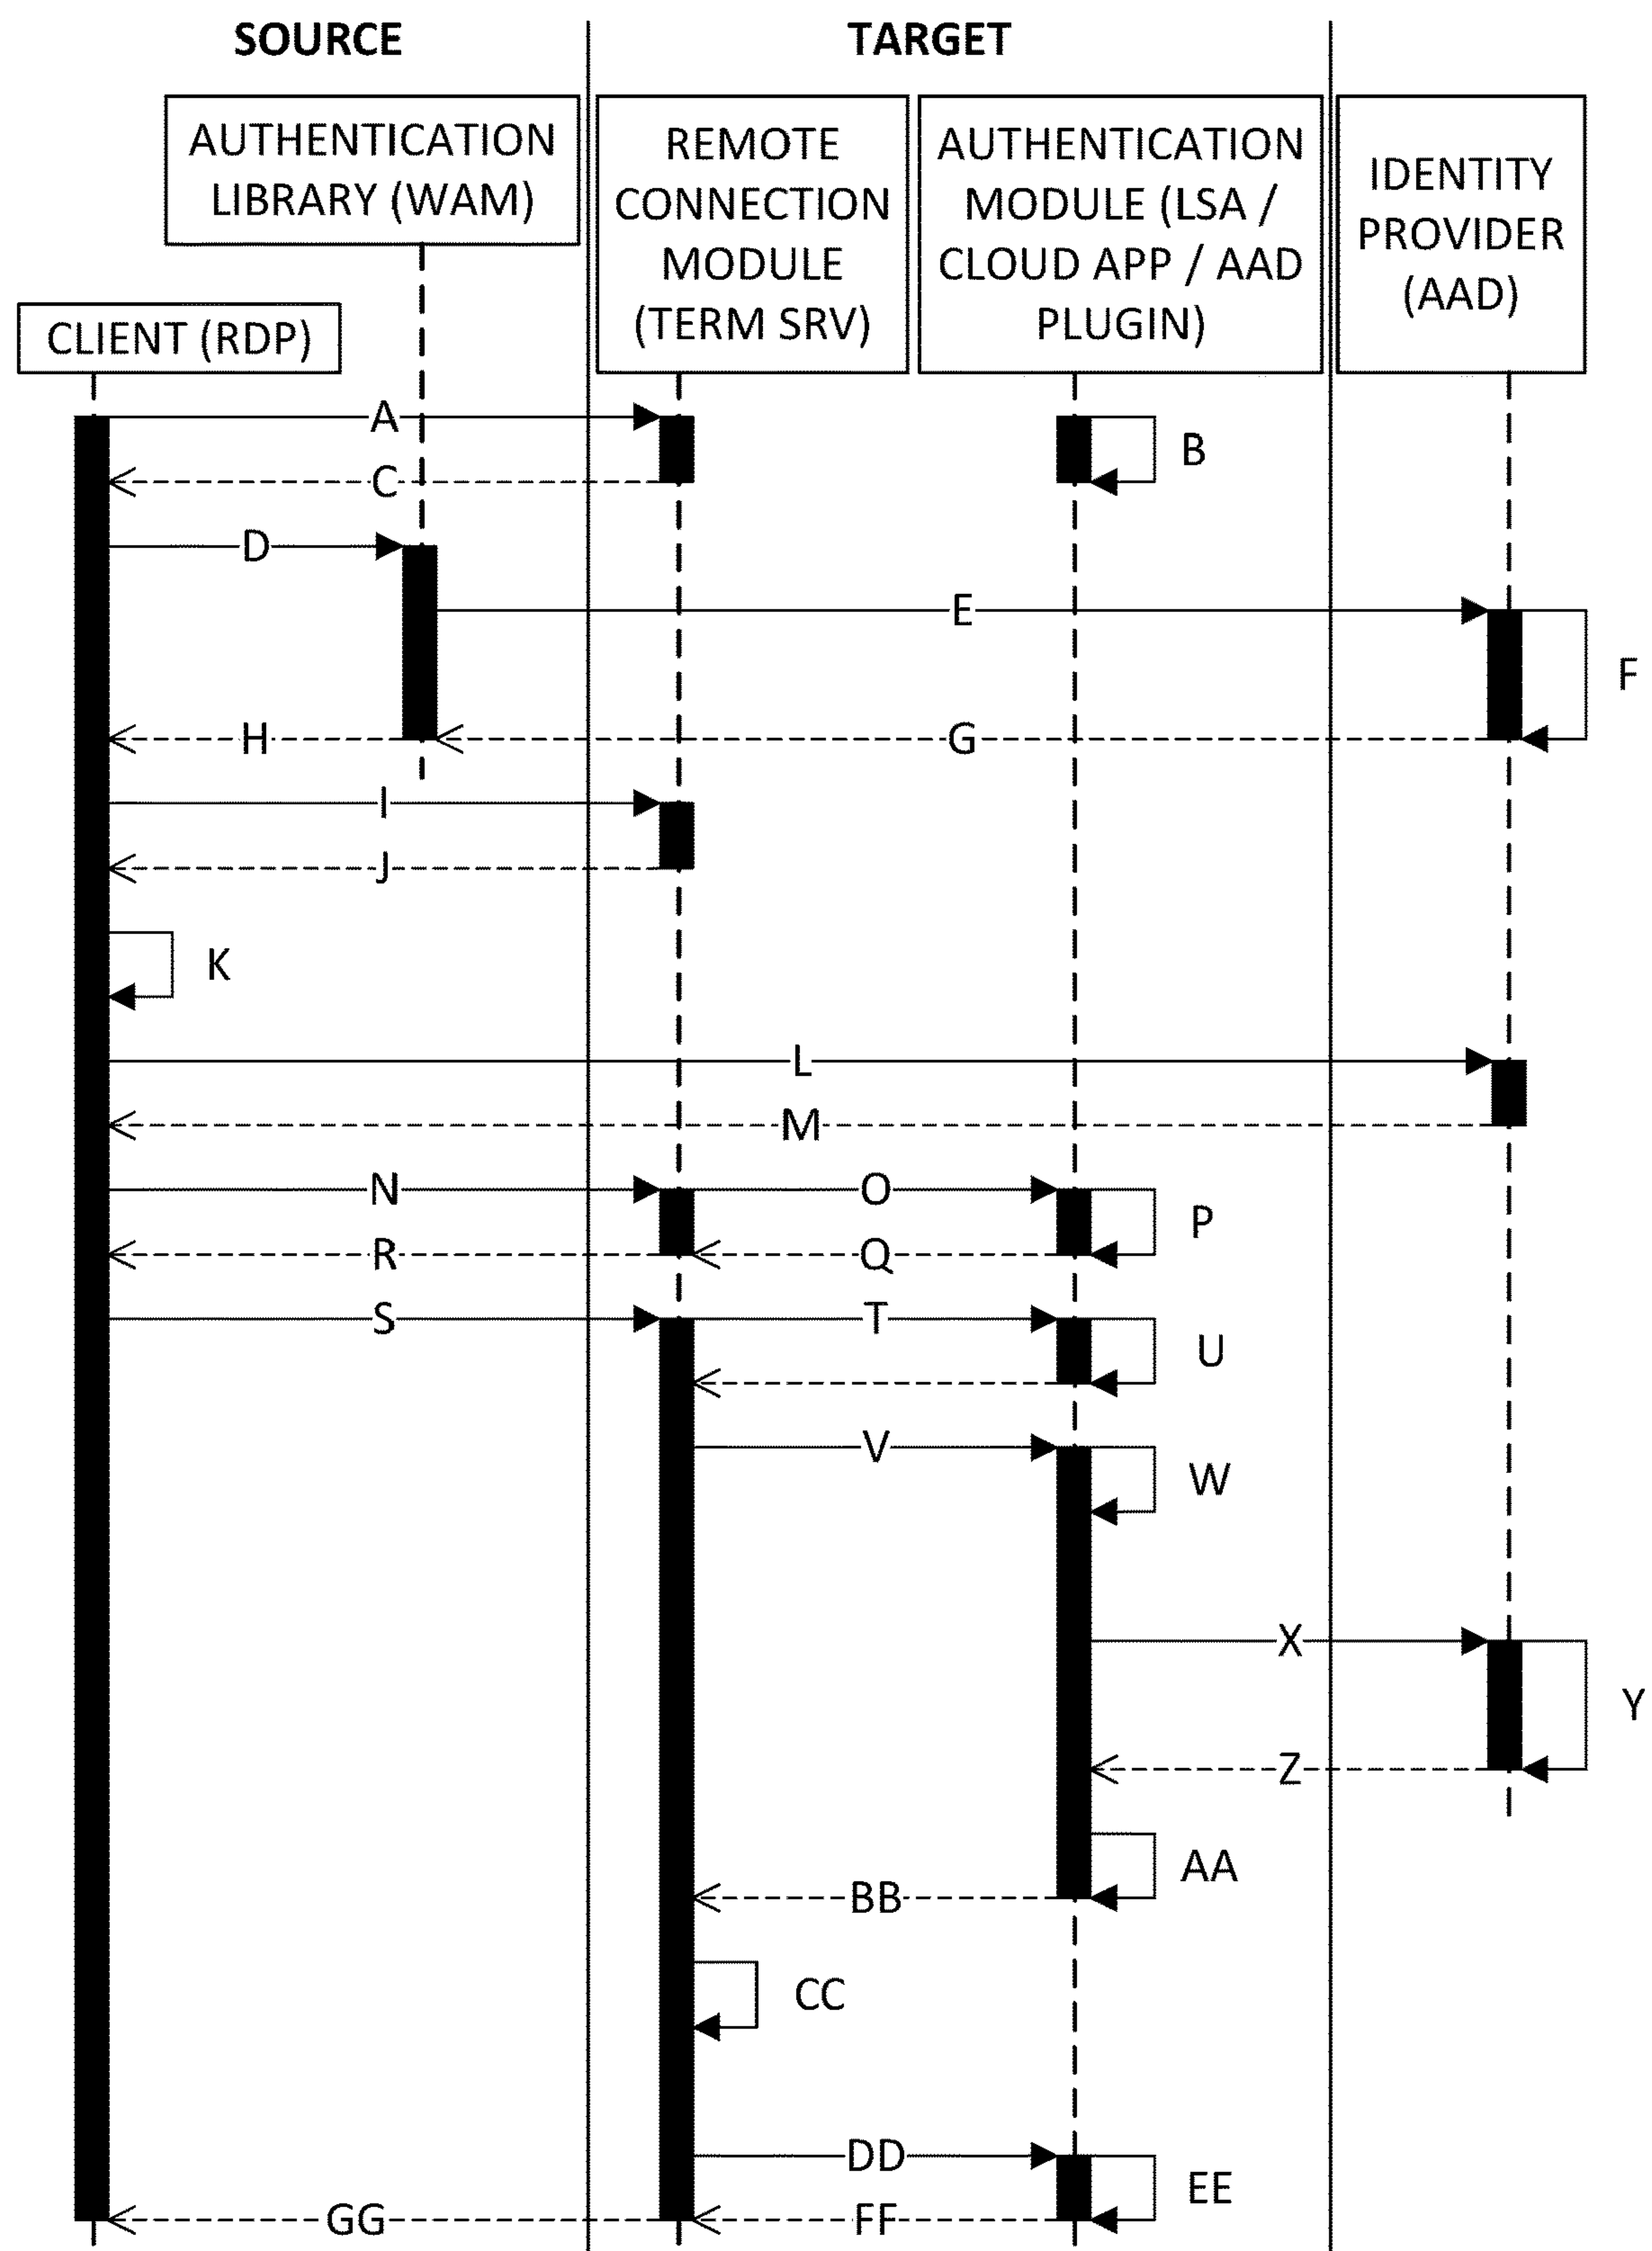 SOURCE
TARGET
AUTHENTICATION
LIBRARY (WAM)
REMOTE
CONNECTION
MODULE
(TERM SRV)
AUTHENTICATION
MODULE (LSA /
CLOUD APP / AAD
PLUGIN)
IDENTITY
PROVIDER
(AAD)
CLIENT (RDP)
A
B
C
D
E
F
H
G
I
J
K
L
M
N
O
P
R
Q
S
T
U
V
W
X
Y
Z
AA
BB
CC
DD
EE
GG
FF